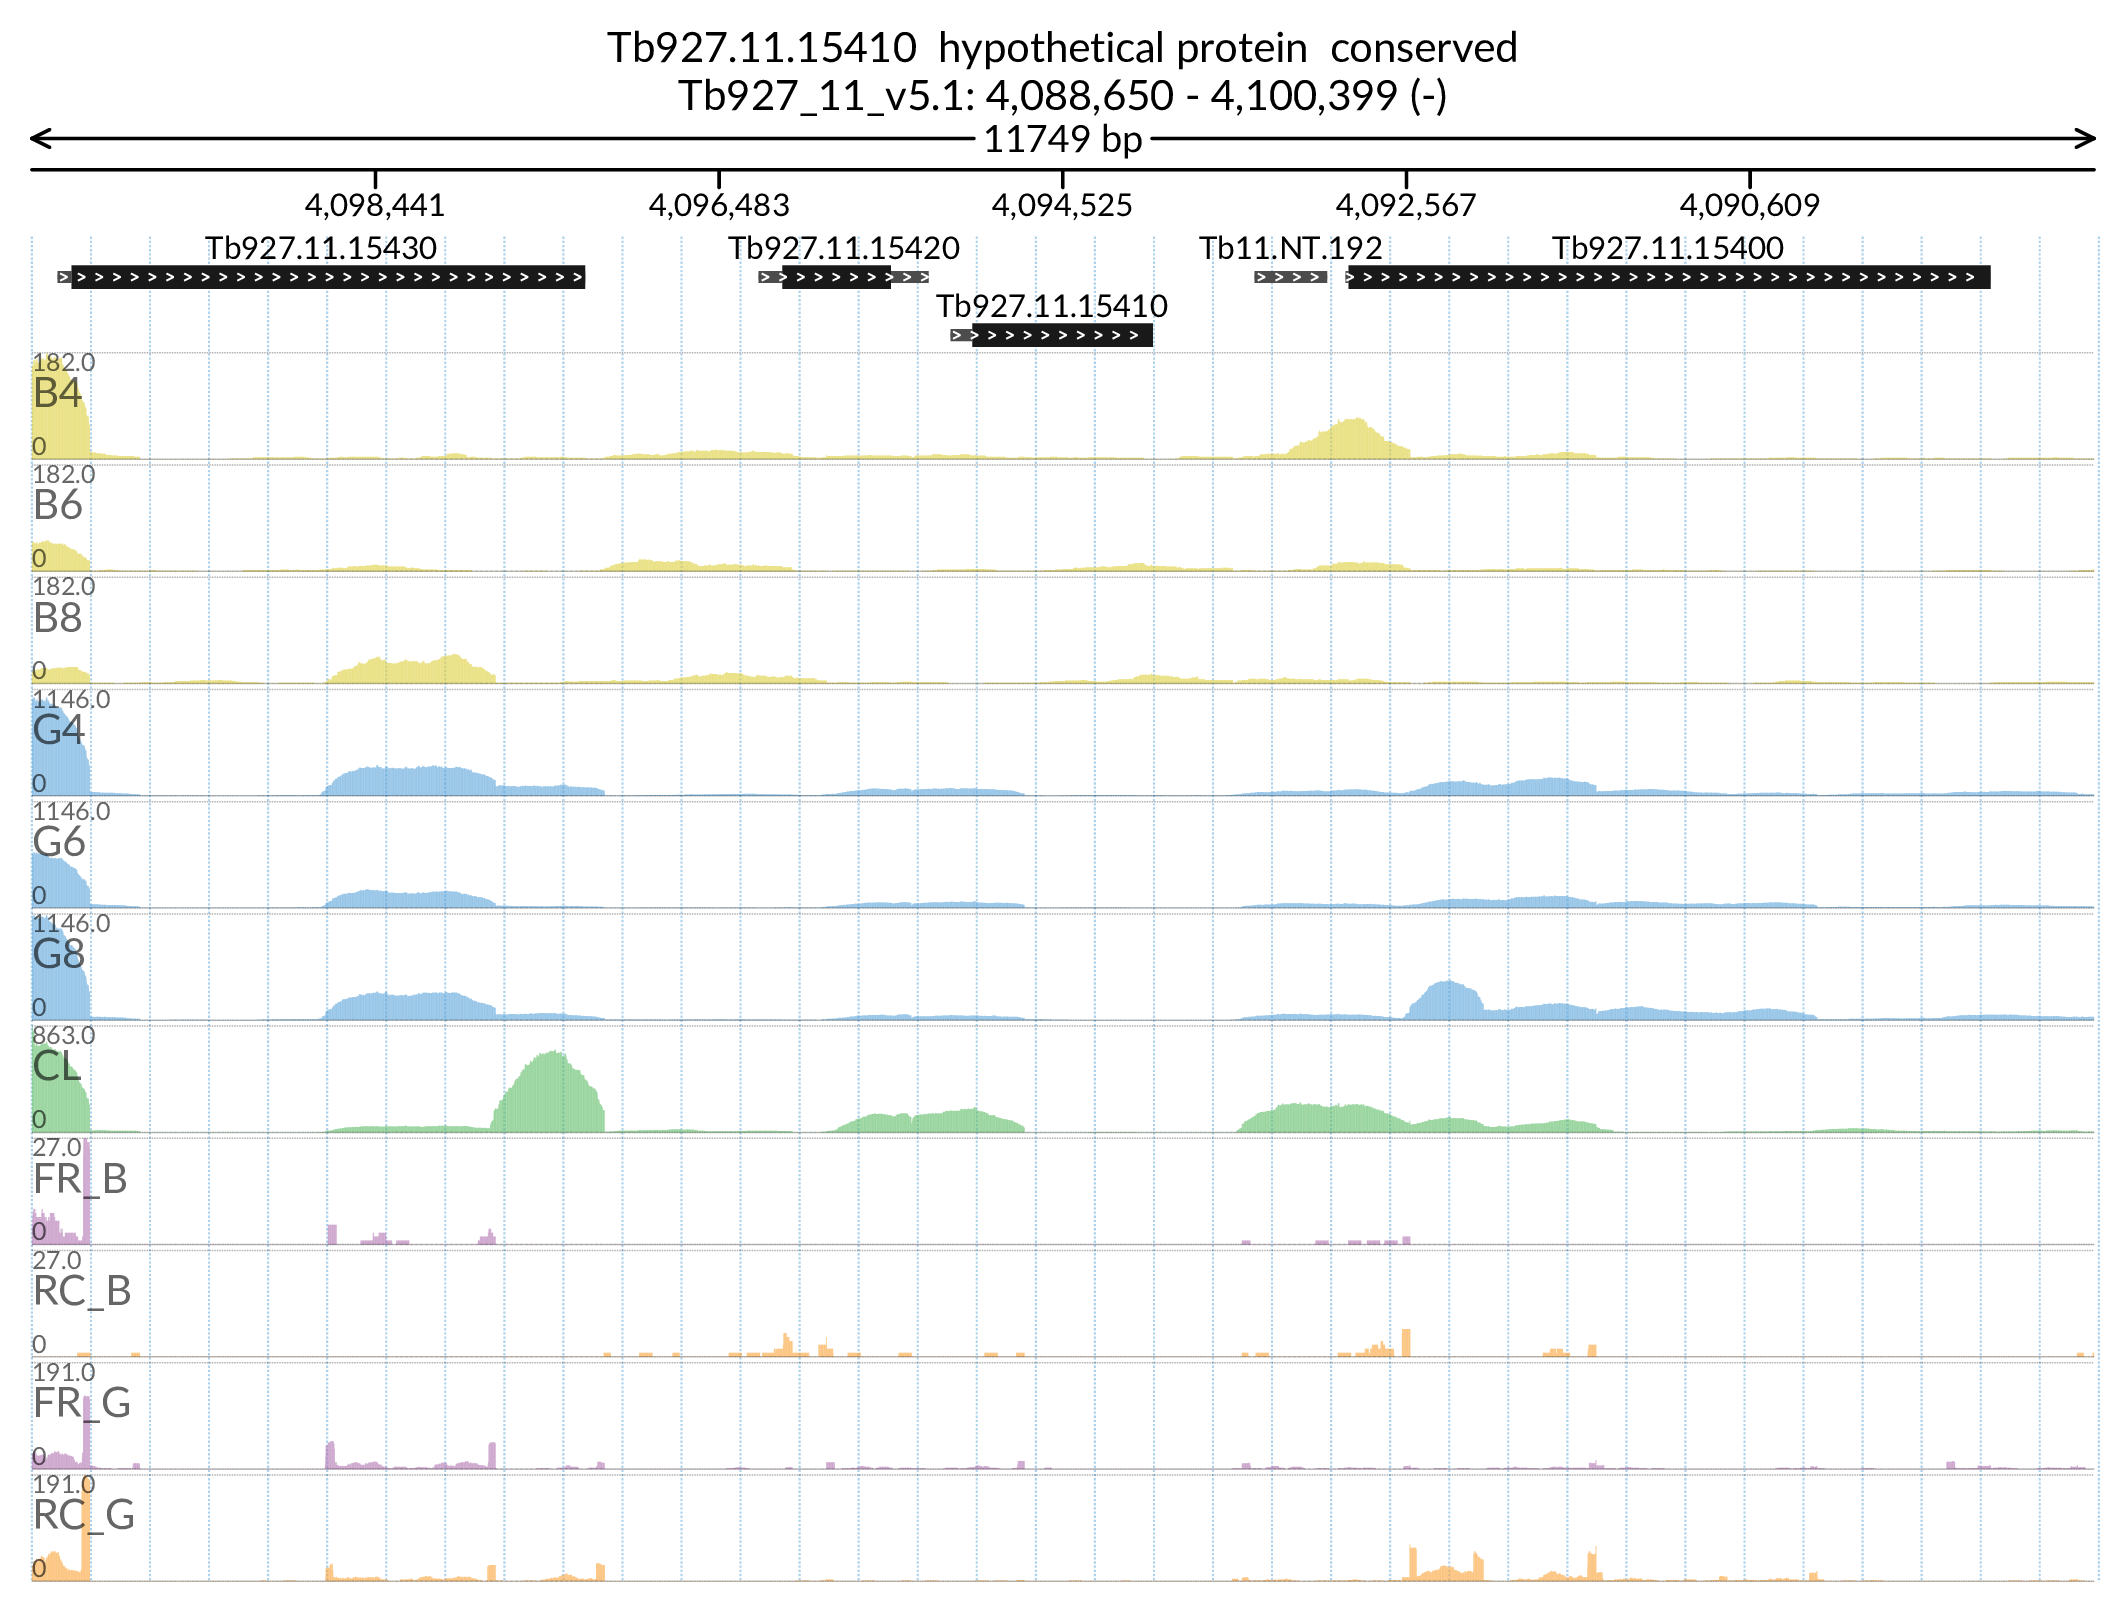 Tb927.11.15410  hypothetical protein  conserved
Tb927_11_v5.1: 4,088,650 - 4,100,399 (-)
11749 bp
4,098,441 4,096,483 4,094,525 4,092,567 4,090,609
Tb927.11.15430 Tb927.11.15420 Tb11.NT.192 Tb927.11.15400
Tb927.11.15410
182.0
B4
0
182.0
B6
0
182.0
B8
0
1146.0
G4
0
1146.0
G6
0
1146.0
G8
0
863.0
CL
0
27.0
FR_B
0
27.0
RC_B
0
191.0
FR_G
0
191.0
RC_G
0